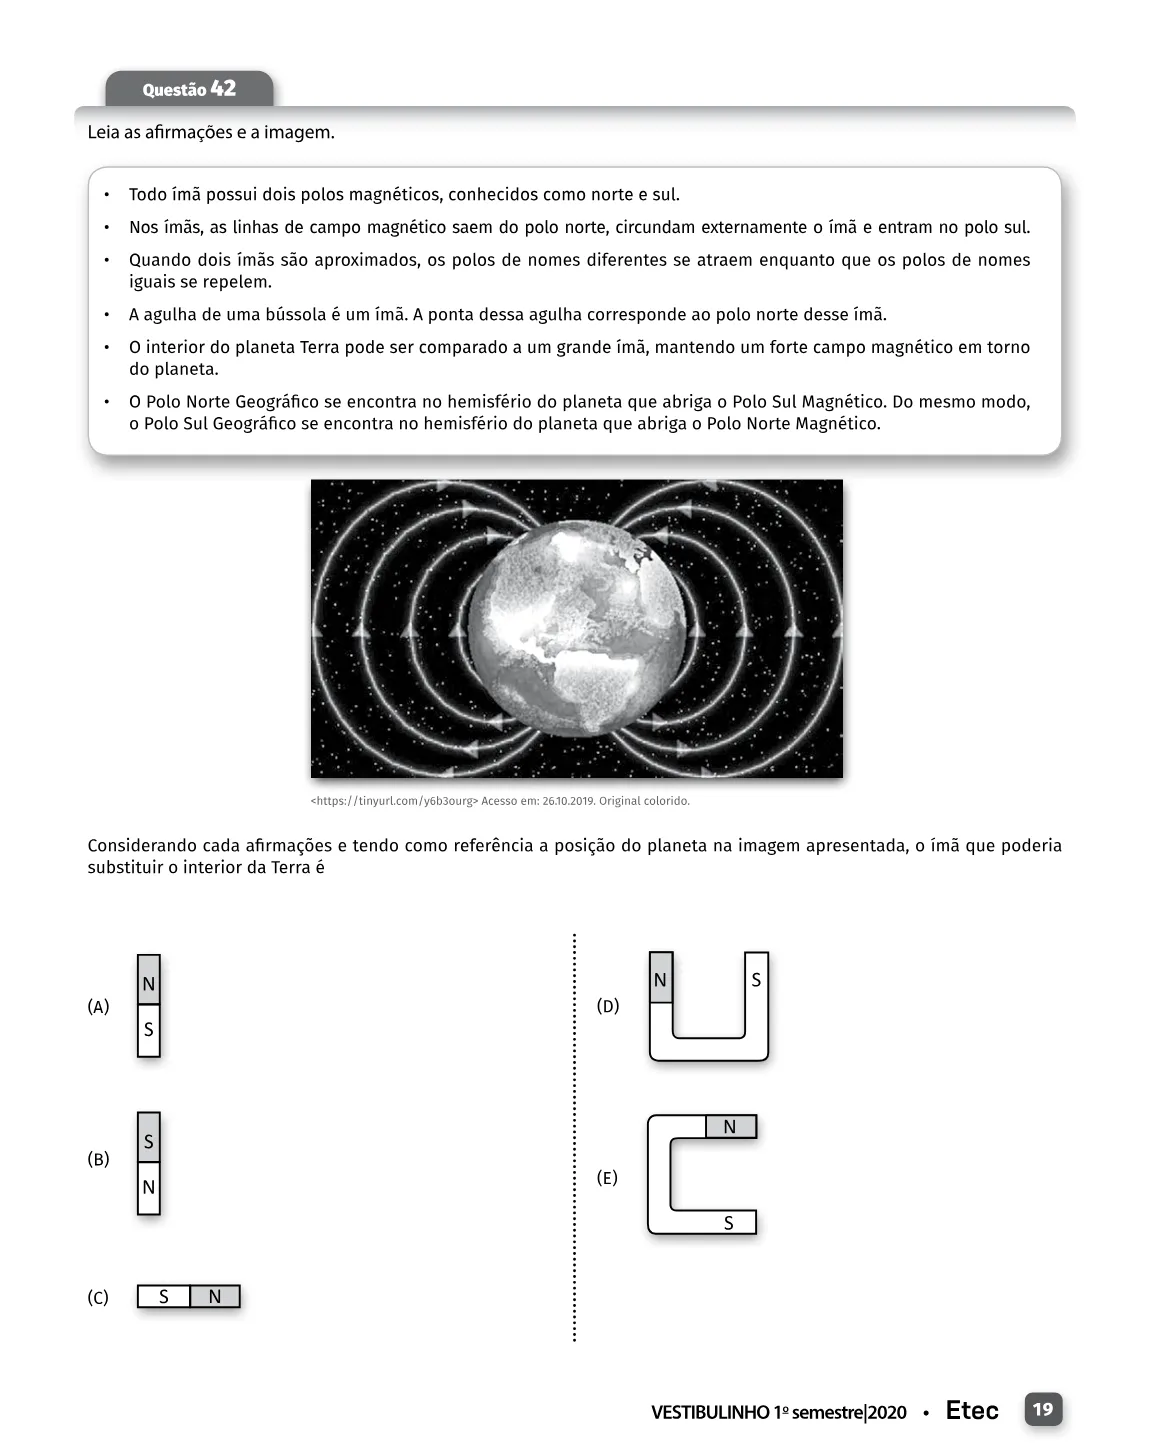 Questão 42
Leia as afirmações e a imagem.
• Todo ímã possui dois polos magnéticos, conhecidos como norte e sul.
• Nos ímãs, as linhas de campo magnético saem do polo norte, circundam externamente o ímã e entram no polo sul.
• Quando dois ímãs são aproximados, os polos de nomes diferentes se atraem enquanto que os polos de nomes
iguais se repelem.
• A agulha de uma bússola é um ímã. A ponta dessa agulha corresponde ao polo norte desse ímã.
• O interior do planeta Terra pode ser comparado a um grande ímã, mantendo um forte campo magnético em torno
do planeta.
• O Polo Norte Geográfico se encontra no hemisfério do planeta que abriga o Polo Sul Magnético. Do mesmo modo,
o Polo Sul Geográfico se encontra no hemisfério do planeta que abriga o Polo Norte Magnético.
<https://tinyurl.com/y6b3ourg> Acesso em: 26.10.2019. Original colorido.
Considerando cada afirmações e tendo como referência a posição do planeta na imagem apresentada, o ímã que poderia
substituir o interior da Terra é
(A)
N
S
(B)
S
N
(C)
S N
(D)
N S
(E)
N
S
VESTIBULINHO 1º semestre|2020 • Etec 19